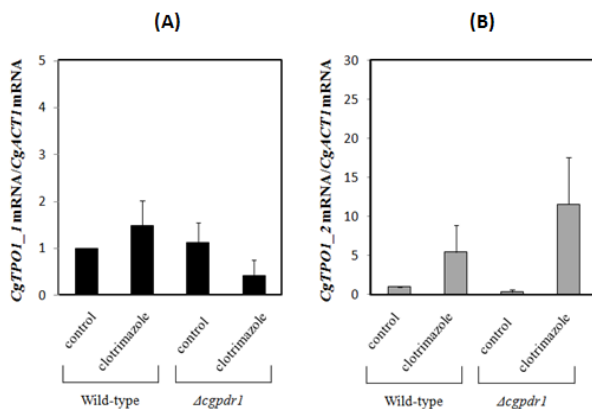 (A)
CgTPO1_1 mRNA/CgACT1 mRNA
5
4
3
2
1
0
control
clotrimazole
control
clotrimazole
Wild-type
Δcgpdr1
(B)
CgTPO1_2 mRNA/CgACT1 mRNA
30
25
20
15
10
5
0
control
clotrimazole
control
clotrimazole
Wild-type
Δcgpdr1